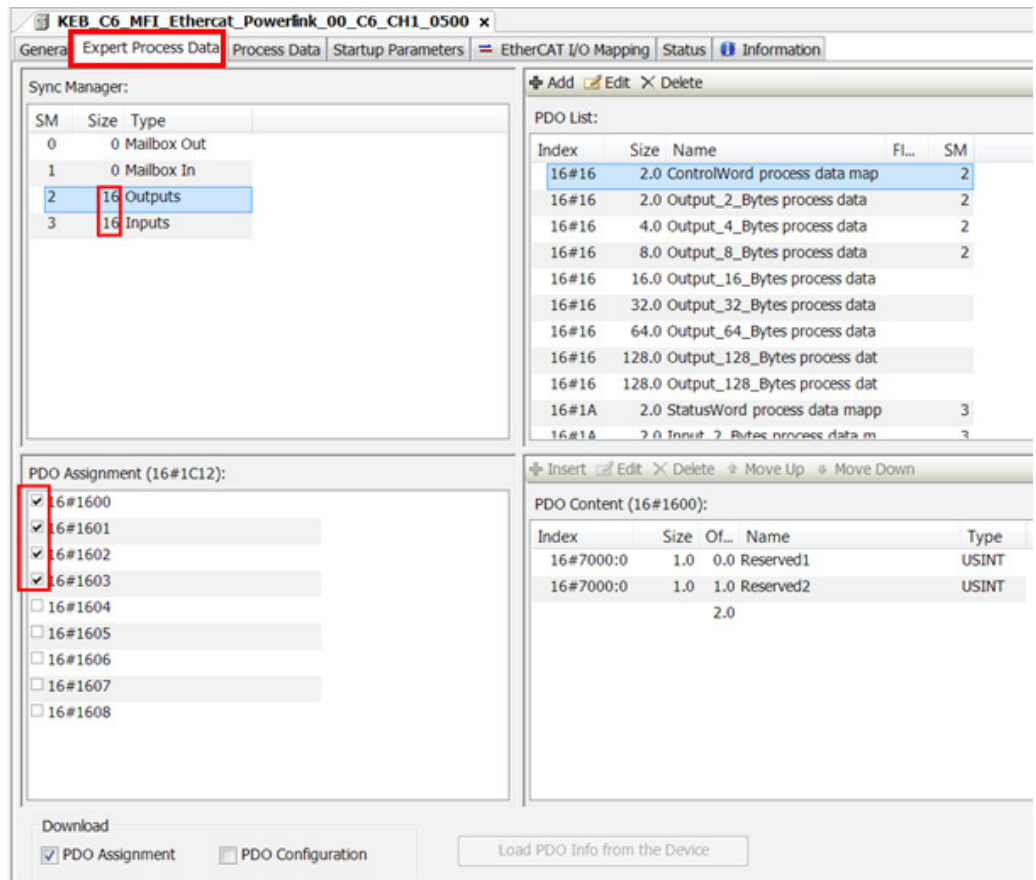 KEB_C6_MFI_Ethercat_Powerlink_00_C6_CH1_0500 x
Genera Expert Process Data Process Data Startup Parameters EtherCAT I/O Mapping Status Information
Sync Manager:
SM Size Type
0 0 Mailbox Out
1 0 Mailbox In
2 16 Outputs
3 16 Inputs
Add Edit Delete
PDO List:
Index Size Name Fl... SM
16#16 2.0 ControlWord process data map 2
16#16 2.0 Output_2_Bytes process data 2
16#16 4.0 Output_4_Bytes process data 2
16#16 8.0 Output_8_Bytes process data 2
16#16 16.0 Output_16_Bytes process data
16#16 32.0 Output_32_Bytes process data
16#16 64.0 Output_64_Bytes process data
16#16 128.0 Output_128_Bytes process dat
16#16 128.0 Output_128_Bytes process dat
16#1A 2.0 StatusWord process data mapp 3
16#1A 2.0 Input_2_Bytes process data m 3
PDO Assignment (16#1C12):
16#1600
16#1601
16#1602
16#1603
16#1604
16#1605
16#1606
16#1607
16#1608
Insert Edit Delete Move Up Move Down
PDO Content (16#1600):
Index Size Of... Name Type
16#7000:0 1.0 0.0 Reserved1 USINT
16#7000:0 1.0 1.0 Reserved2 USINT
2.0
Download
PDO Assignment PDO Configuration
Load PDO Info from the Device